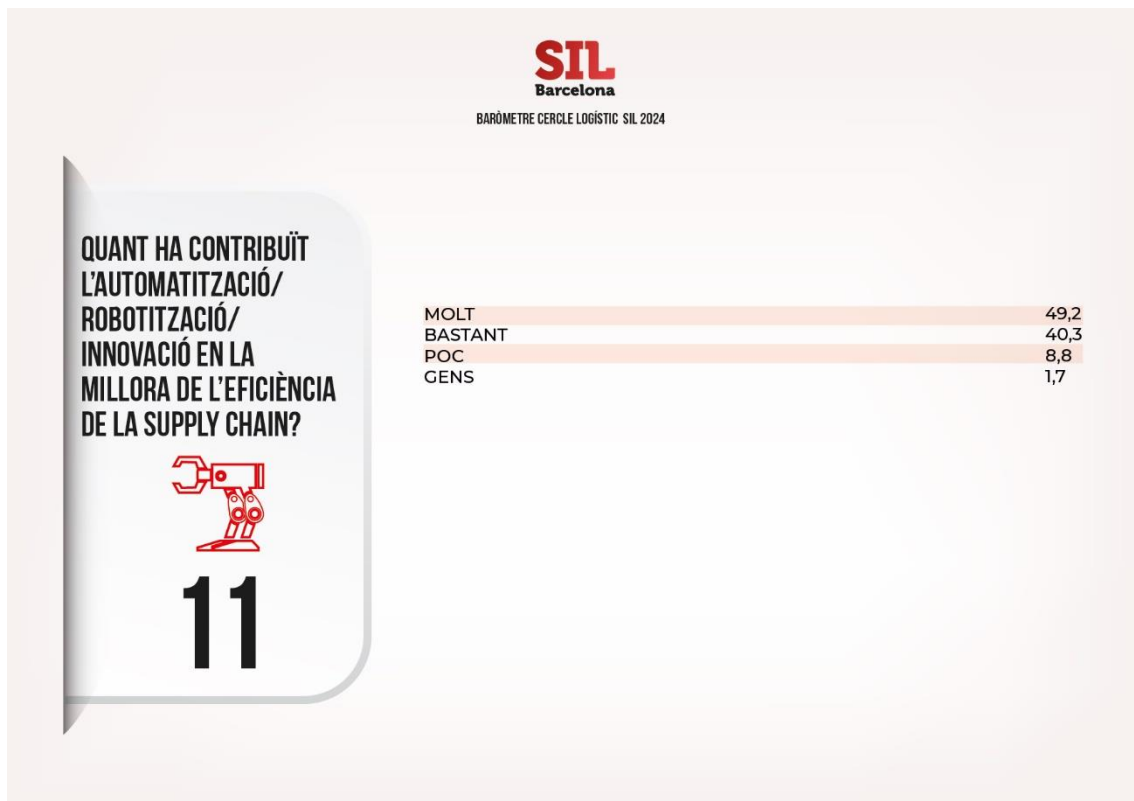 SIL
Barcelona
BARÒMETRE CERCLE LOGÍSTIC SIL 2024
QUANT HA CONTRIBUÏT
L'AUTOMATITZACIÓ/
ROBOTITZACIÓ/
INNOVACIÓ EN LA
MILLORA DE L'EFICIÈNCIA
DE LA SUPPLY CHAIN?
11
MOLT 49,2
BASTANT 40,3
POC 8,8
GENS 1,7